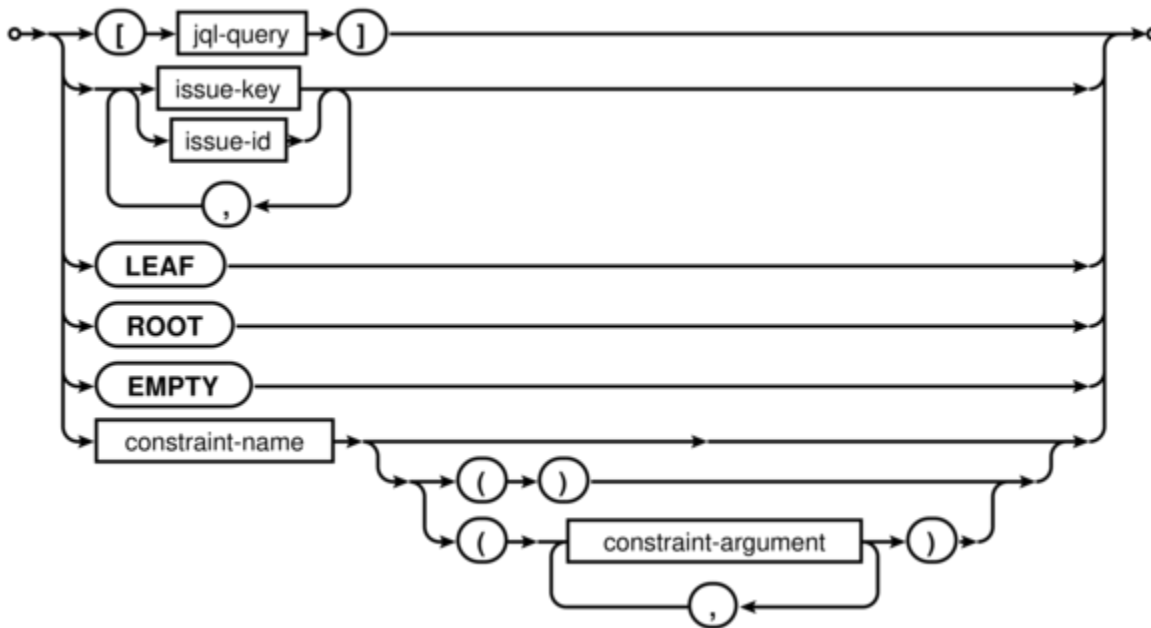 [ jql-query ]
issue-key
issue-id
,
LEAF
ROOT
EMPTY
constraint-name
( )
( constraint-argument )
,